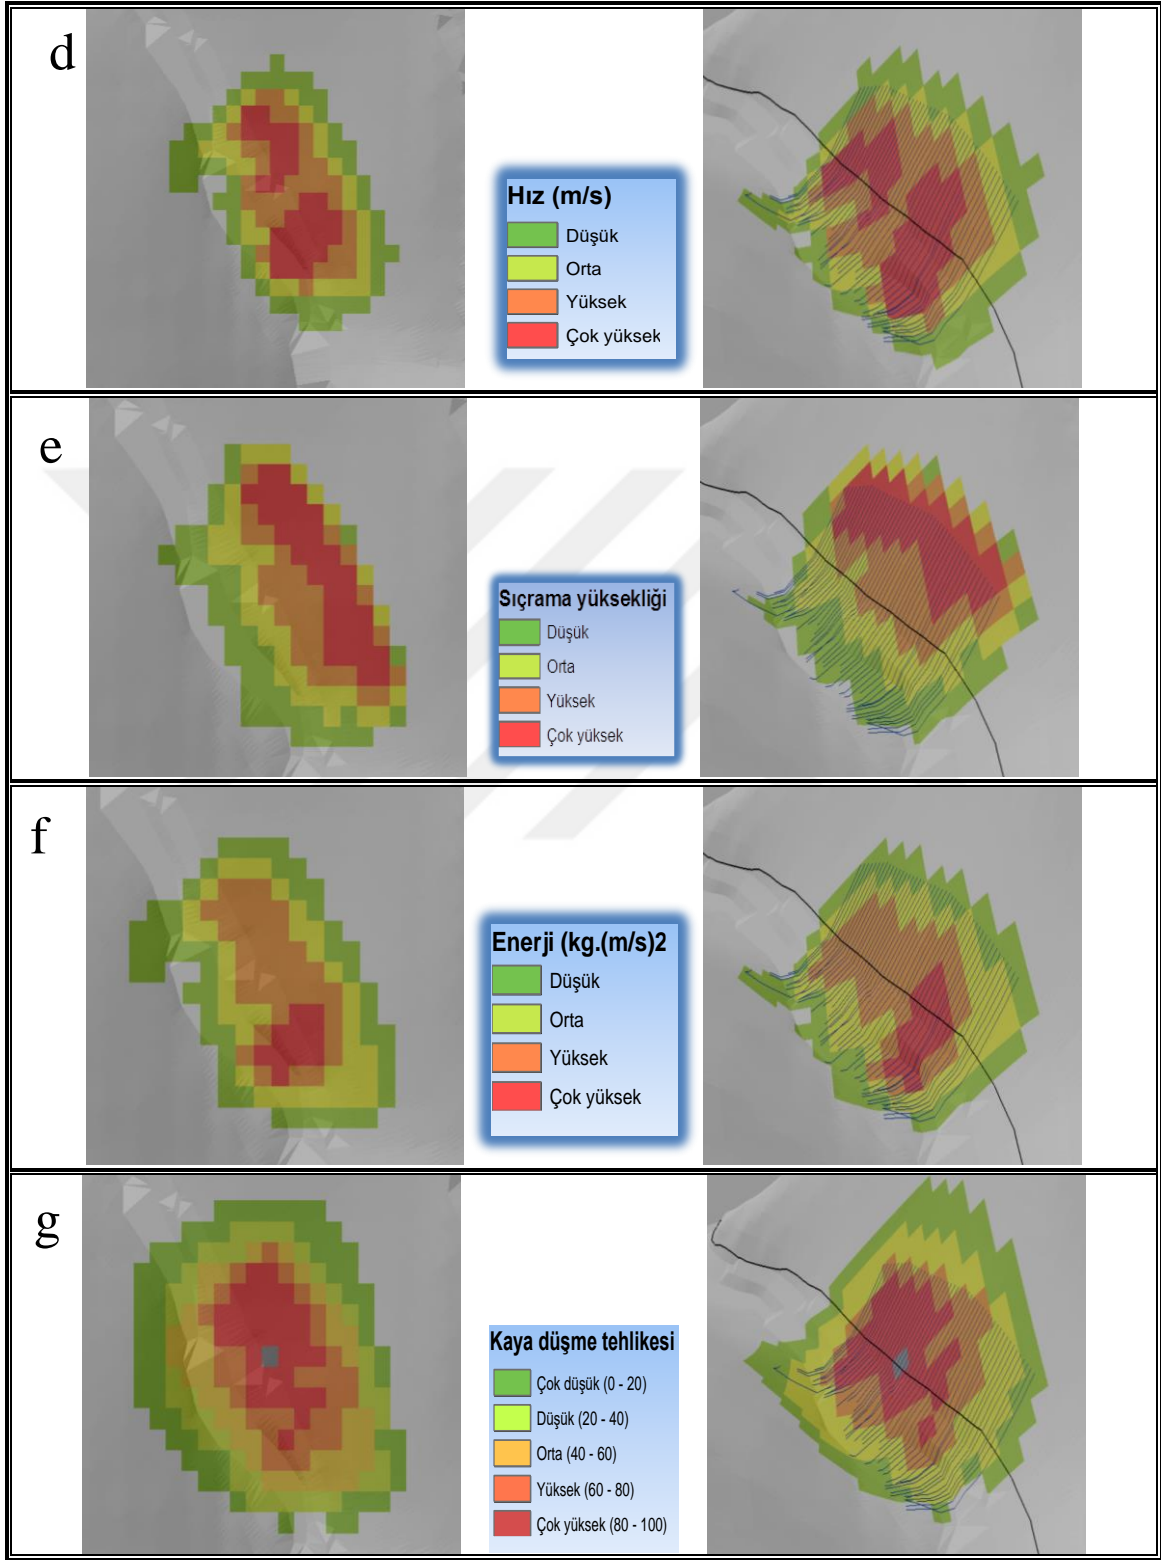 d
Hız (m/s)
Düşük
Orta
Yüksek
Çok yüksek
e
Sıçrama yüksekliği
Düşük
Orta
Yüksek
Çok yüksek
f
Enerji (kg.(m/s)2
Düşük
Orta
Yüksek
Çok yüksek
g
Kaya düşme tehlikesi
Çok düşük (0 - 20)
Düşük (20 - 40)
Orta (40 - 60)
Yüksek (60 - 80)
Çok yüksek (80 - 100)